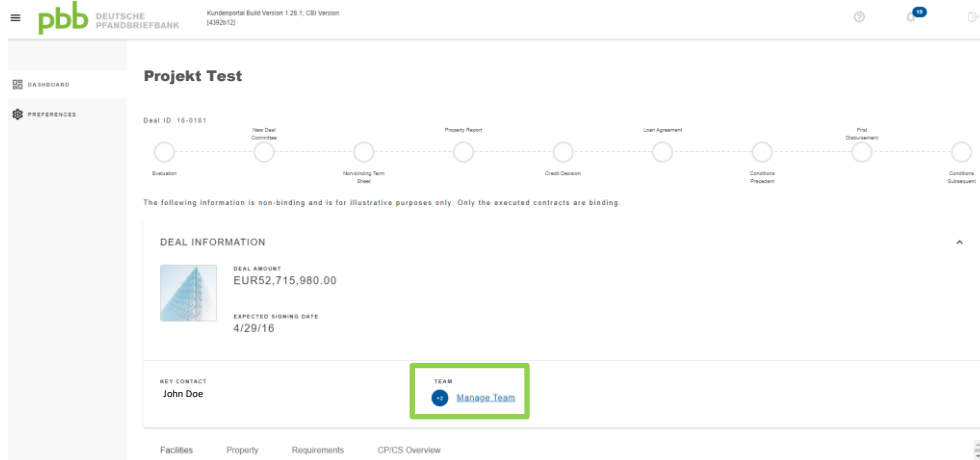 pbb DEUTSCHE
PFANDBRIEFBANK
Kundenportal Build Version 1.28.1; CBI Version
[4392b12]
19
DASHBOARD
PREFERENCES
Projekt Test
Deal ID: 16-0181
New Deal
Committee
Property Report
Loan Agreement
First
Disbursement
Evaluation
Non-binding Term
Sheet
Credit Decision
Conditions
Precedent
Conditions
Subsequent
The following information is non-binding and is for illustrative purposes only. Only the executed contracts are binding.
DEAL INFORMATION
DEAL AMOUNT
EUR52,715,980.00
EXPECTED SIGNING DATE
4/29/16
KEY CONTACT
John Doe
TEAM
+2 Manage Team
Facilities Property Requirements CP/CS Overview